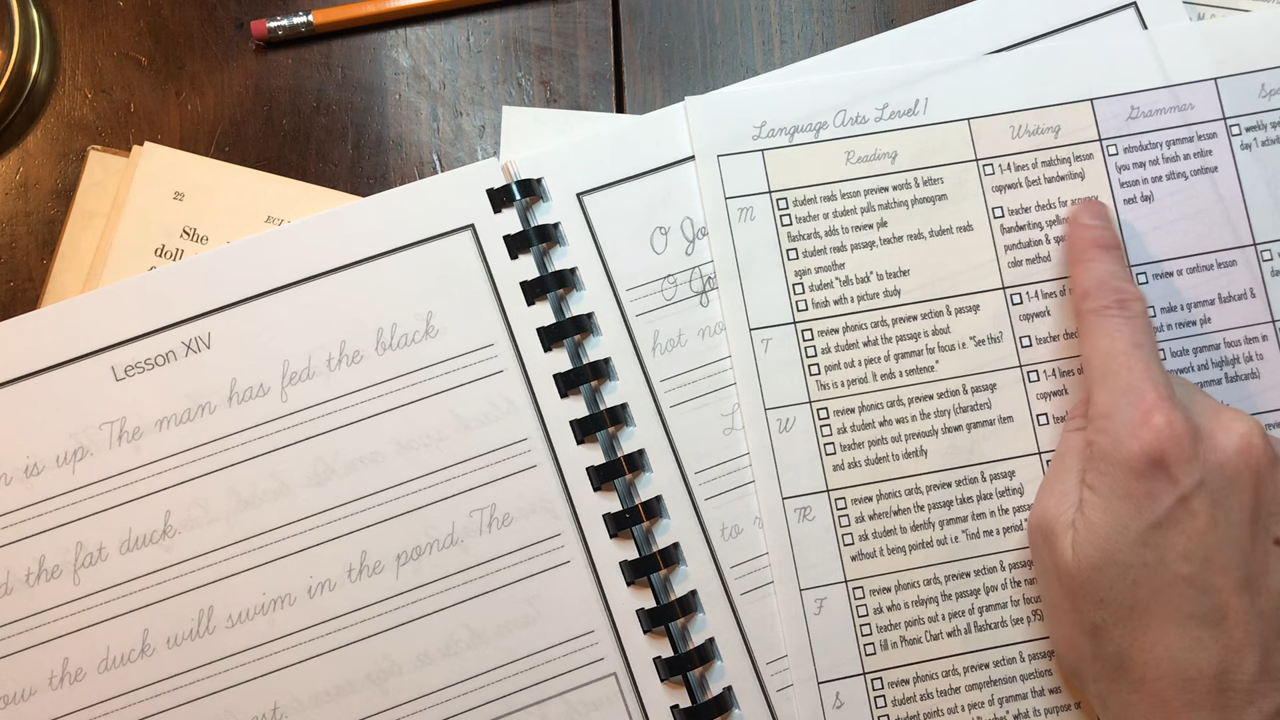 22
She
doll
Lesson XIV
is up. The man has fed the black
the fat duck.
the duck will swim in the pond. The
O Jo
O Jo
hot no
L
to
Language Arts Level 1
Reading
Writing
Grammar
M
student reads lesson preview words & letters
teacher or student pulls matching phonogram
flashcards, adds to review pile
student reads passage, teacher reads, student reads
again smoother
student "tells back" to teacher
finish with a picture study
1-4 lines of matching lesson
copywork (best handwriting)
teacher checks for accuracy
(handwriting, spelling
punctuation &
color method
introductory grammar lesson
(you may not finish an entire
lesson in one sitting, continue
next day)
weekly
day 1
T
review phonics cards, preview section & passage
ask student what the passage is about
point out a piece of grammar for focus i.e. "See this?
This is a period. It ends a sentence."
1-4 lines of
copywork
teacher
review or continue lesson
make a grammar flashcard &
put in review pile
W
review phonics cards, preview section & passage
ask student who was in the story (characters)
teacher points out previously shown grammar item
and asks student to identify
1-4 lines
copywork
locate grammar focus item in
and highlight (ok to
grammar flashcards)
TR
review phonics cards, preview section & passage
ask where/when the passage takes place (setting)
ask student to identify grammar item in the
without it being pointed out i.e. "Find me a period."
F
review phonics cards, preview section & passage
ask who is relaying the passage (pov of the
teacher points out a piece of grammar for focus
fill in Phonic Chart with all flashcards (see p.95)
S
review phonics cards, preview section & passage
student asks teacher comprehension questions
student points out a piece of grammar that was
what its purpose or